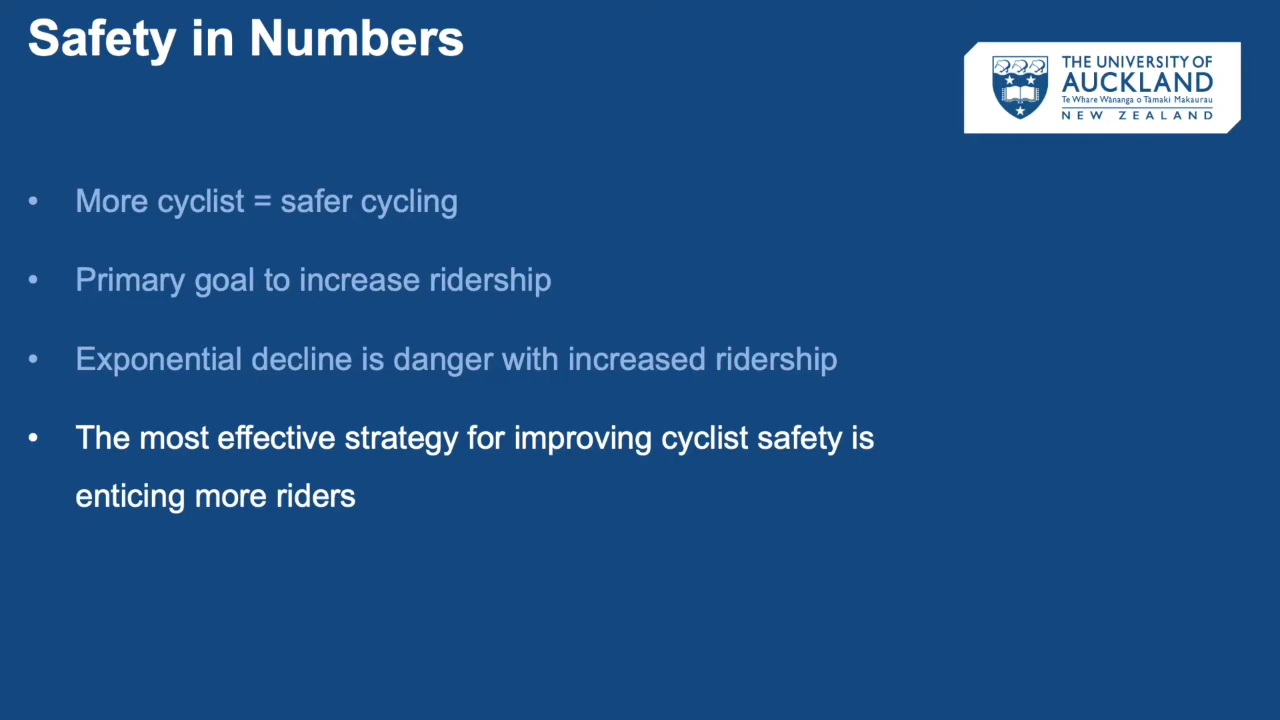 Safety in Numbers
THE UNIVERSITY OF
AUCKLAND
Te Whare Wānanga o Tāmaki Makaurau
NEW ZEALAND
• More cyclist = safer cycling
• Primary goal to increase ridership
• Exponential decline is danger with increased ridership
• The most effective strategy for improving cyclist safety is
enticing more riders